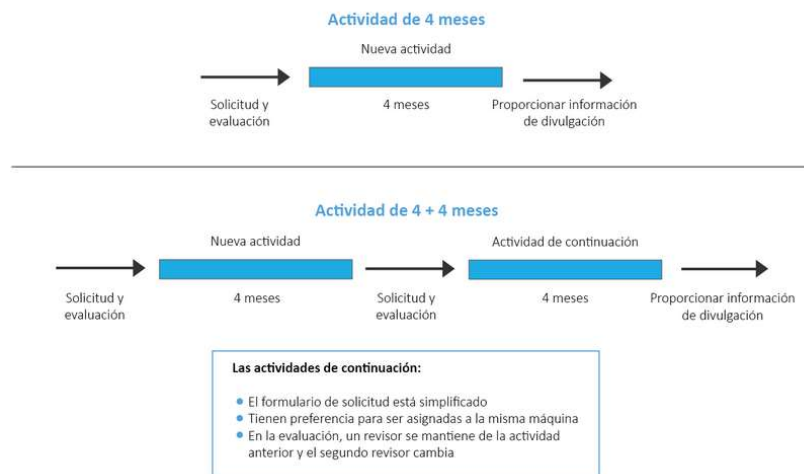 Actividad de 4 meses
Nueva actividad
Solicitud y
evaluación
4 meses
Proporcionar información
de divulgación
Actividad de 4 + 4 meses
Nueva actividad
Actividad de continuación
Solicitud y
evaluación
4 meses
Solicitud y
evaluación
4 meses
Proporcionar información
de divulgación
Las actividades de continuación:
El formulario de solicitud está simplificado
Tienen preferencia para ser asignadas a la misma máquina
En la evaluación, un revisor se mantiene de la actividad
anterior y el segundo revisor cambia